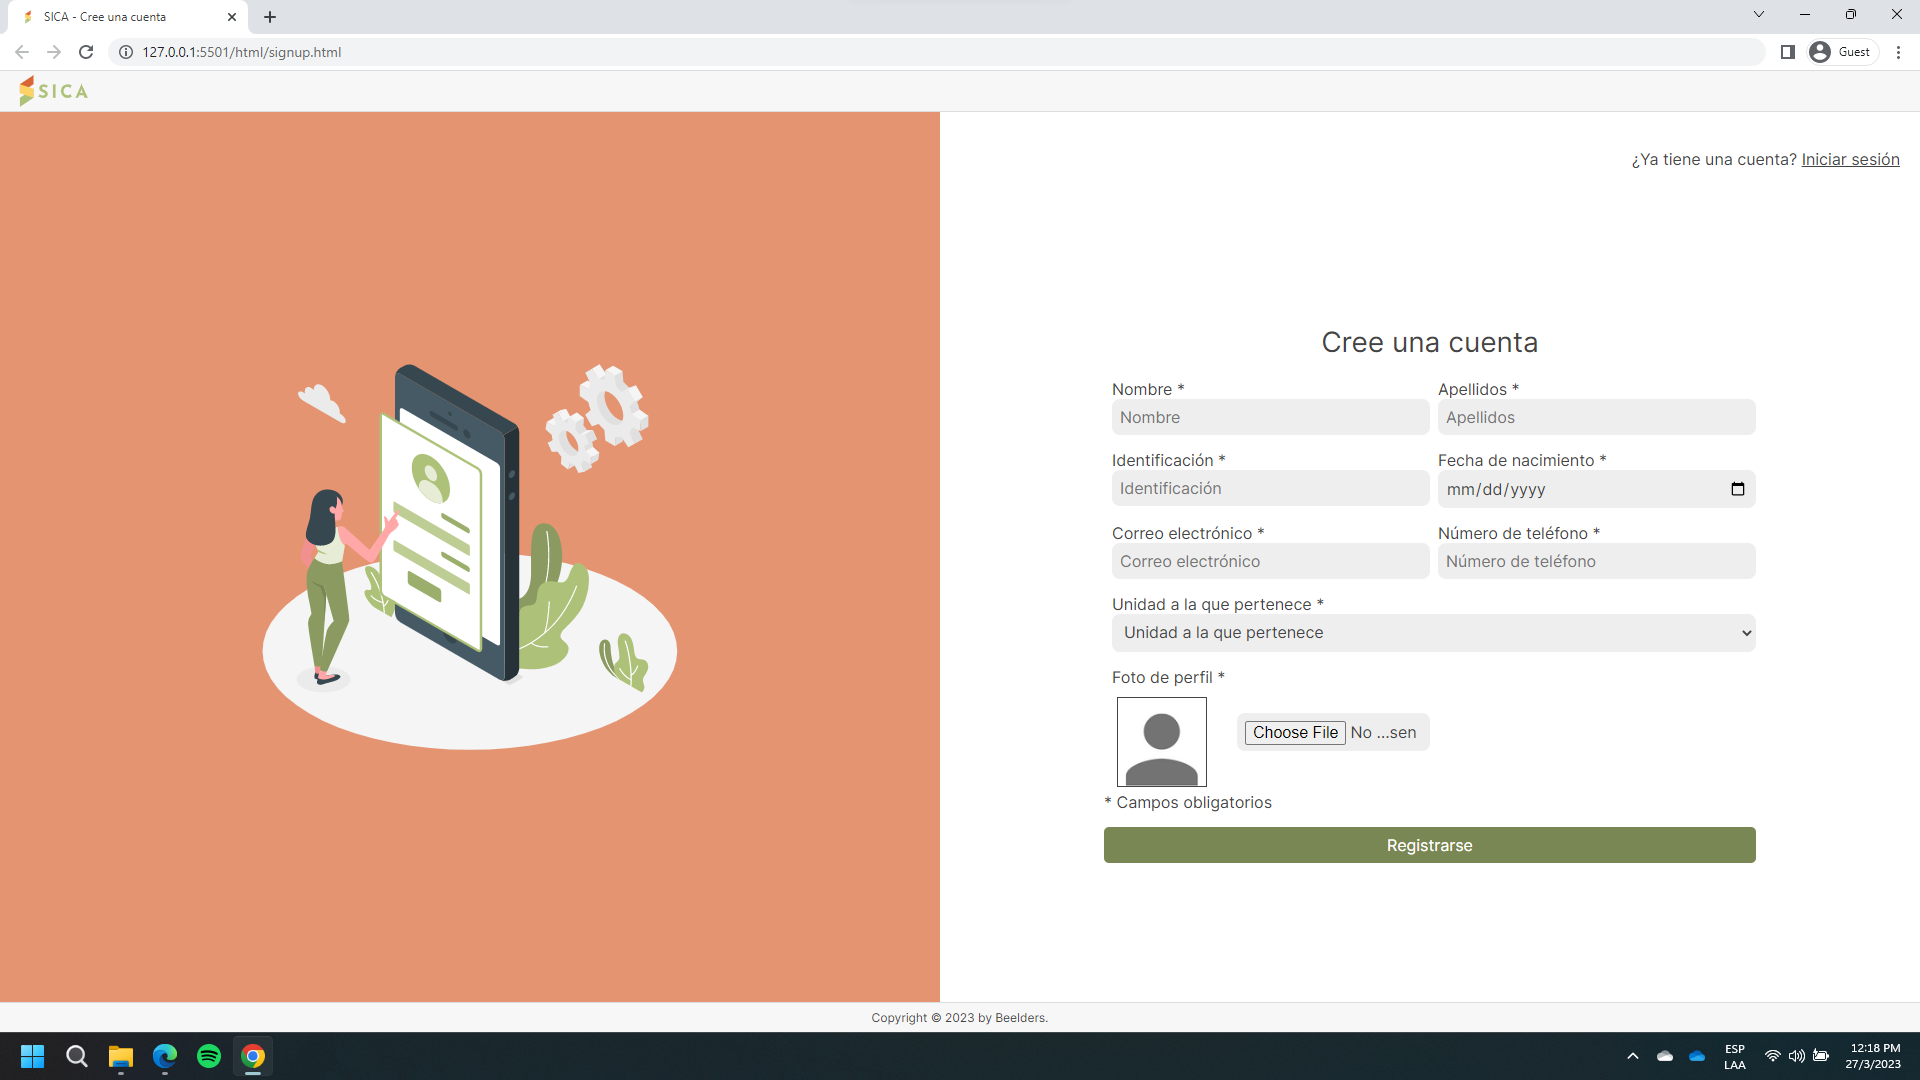 SICA - Cree una cuenta
127.0.0.1:5501/html/signup.html
Guest
SICA
¿Ya tiene una cuenta? Iniciar sesión
Cree una cuenta
Nombre * Apellidos *
Nombre Apellidos
Identificación * Fecha de nacimiento *
Identificación mm/dd/yyyy
Correo electrónico * Número de teléfono *
Correo electrónico Número de teléfono
Unidad a la que pertenece *
Unidad a la que pertenece
Foto de perfil *
Choose File No ...sen
* Campos obligatorios
Registrarse
Copyright © 2023 by Beelders.
ESP 12:18 PM
LAA 27/3/2023